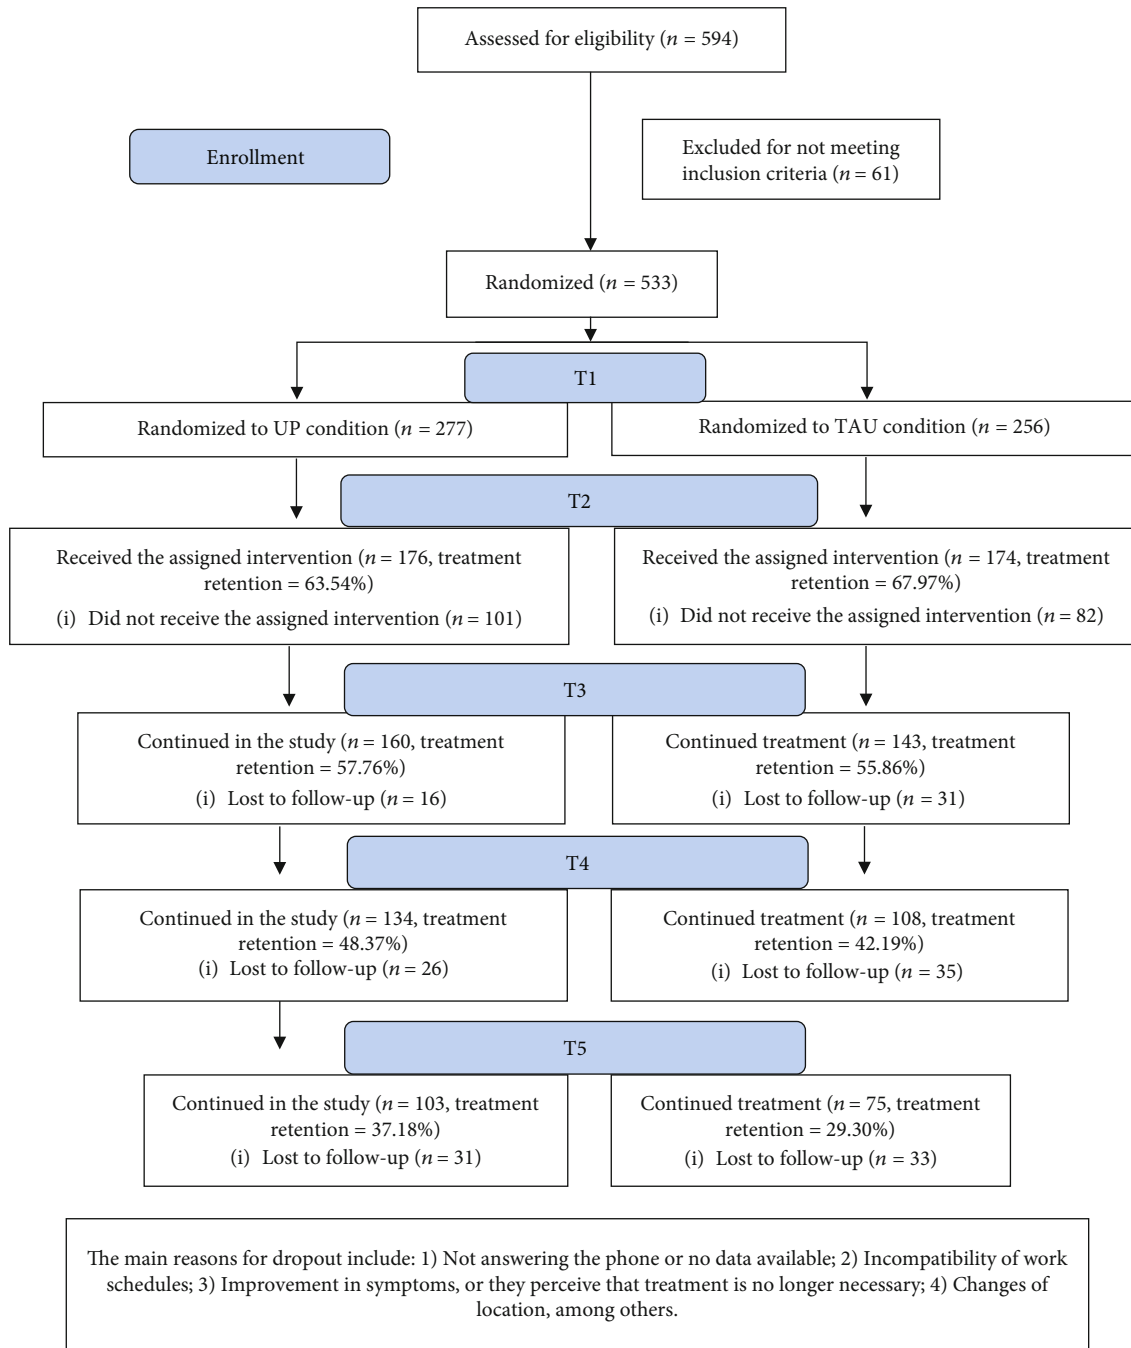 Assessed for eligibility (n = 594)
Enrollment
Excluded for not meeting
inclusion criteria (n = 61)
Randomized (n = 533)
T1
Randomized to UP condition (n = 277)
Randomized to TAU condition (n = 256)
T2
Received the assigned intervention (n = 176, treatment
retention = 63.54%)
(i) Did not receive the assigned intervention (n = 101)
Received the assigned intervention (n = 174, treatment
retention = 67.97%)
(i) Did not receive the assigned intervention (n = 82)
T3
Continued in the study (n = 160, treatment
retention = 57.76%)
(i) Lost to follow-up (n = 16)
Continued treatment (n = 143, treatment
retention = 55.86%)
(i) Lost to follow-up (n = 31)
T4
Continued in the study (n = 134, treatment
retention = 48.37%)
(i) Lost to follow-up (n = 26)
Continued treatment (n = 108, treatment
retention = 42.19%)
(i) Lost to follow-up (n = 35)
T5
Continued in the study (n = 103, treatment
retention = 37.18%)
(i) Lost to follow-up (n = 31)
Continued treatment (n = 75, treatment
retention = 29.30%)
(i) Lost to follow-up (n = 33)
The main reasons for dropout include: 1) Not answering the phone or no data available; 2) Incompatibility of work
schedules; 3) Improvement in symptoms, or they perceive that treatment is no longer necessary; 4) Changes of
location, among others.